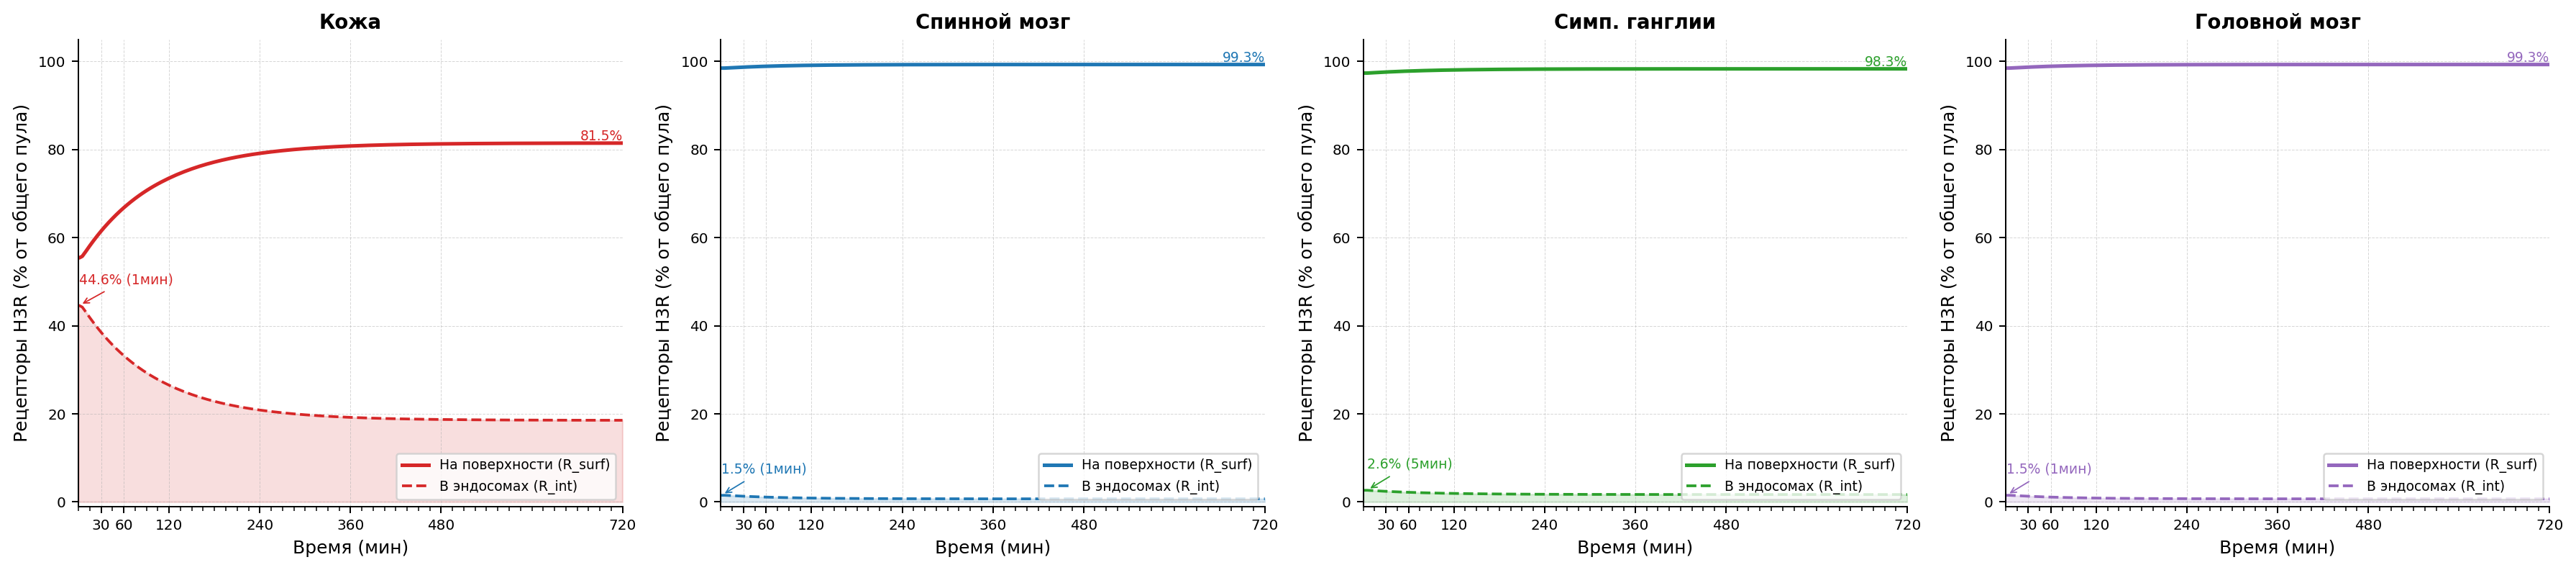 Кожа
Рецепторы H3R (% от общего пула)
100
80
60
40
20
0
81.5%
44.6% (1мин)
На поверхности (R_surf)
В эндосомах (R_int)
30 60 120 240 360 480 720
Время (мин)
Спинной мозг
Рецепторы H3R (% от общего пула)
100
80
60
40
20
0
99.3%
1.5% (1мин)
На поверхности (R_surf)
В эндосомах (R_int)
30 60 120 240 360 480 720
Время (мин)
Симп. ганглии
Рецепторы H3R (% от общего пула)
100
80
60
40
20
0
98.3%
2.6% (5мин)
На поверхности (R_surf)
В эндосомах (R_int)
30 60 120 240 360 480 720
Время (мин)
Головной мозг
Рецепторы H3R (% от общего пула)
100
80
60
40
20
0
99.3%
1.5% (1мин)
На поверхности (R_surf)
В эндосомах (R_int)
30 60 120 240 360 480 720
Время (мин)